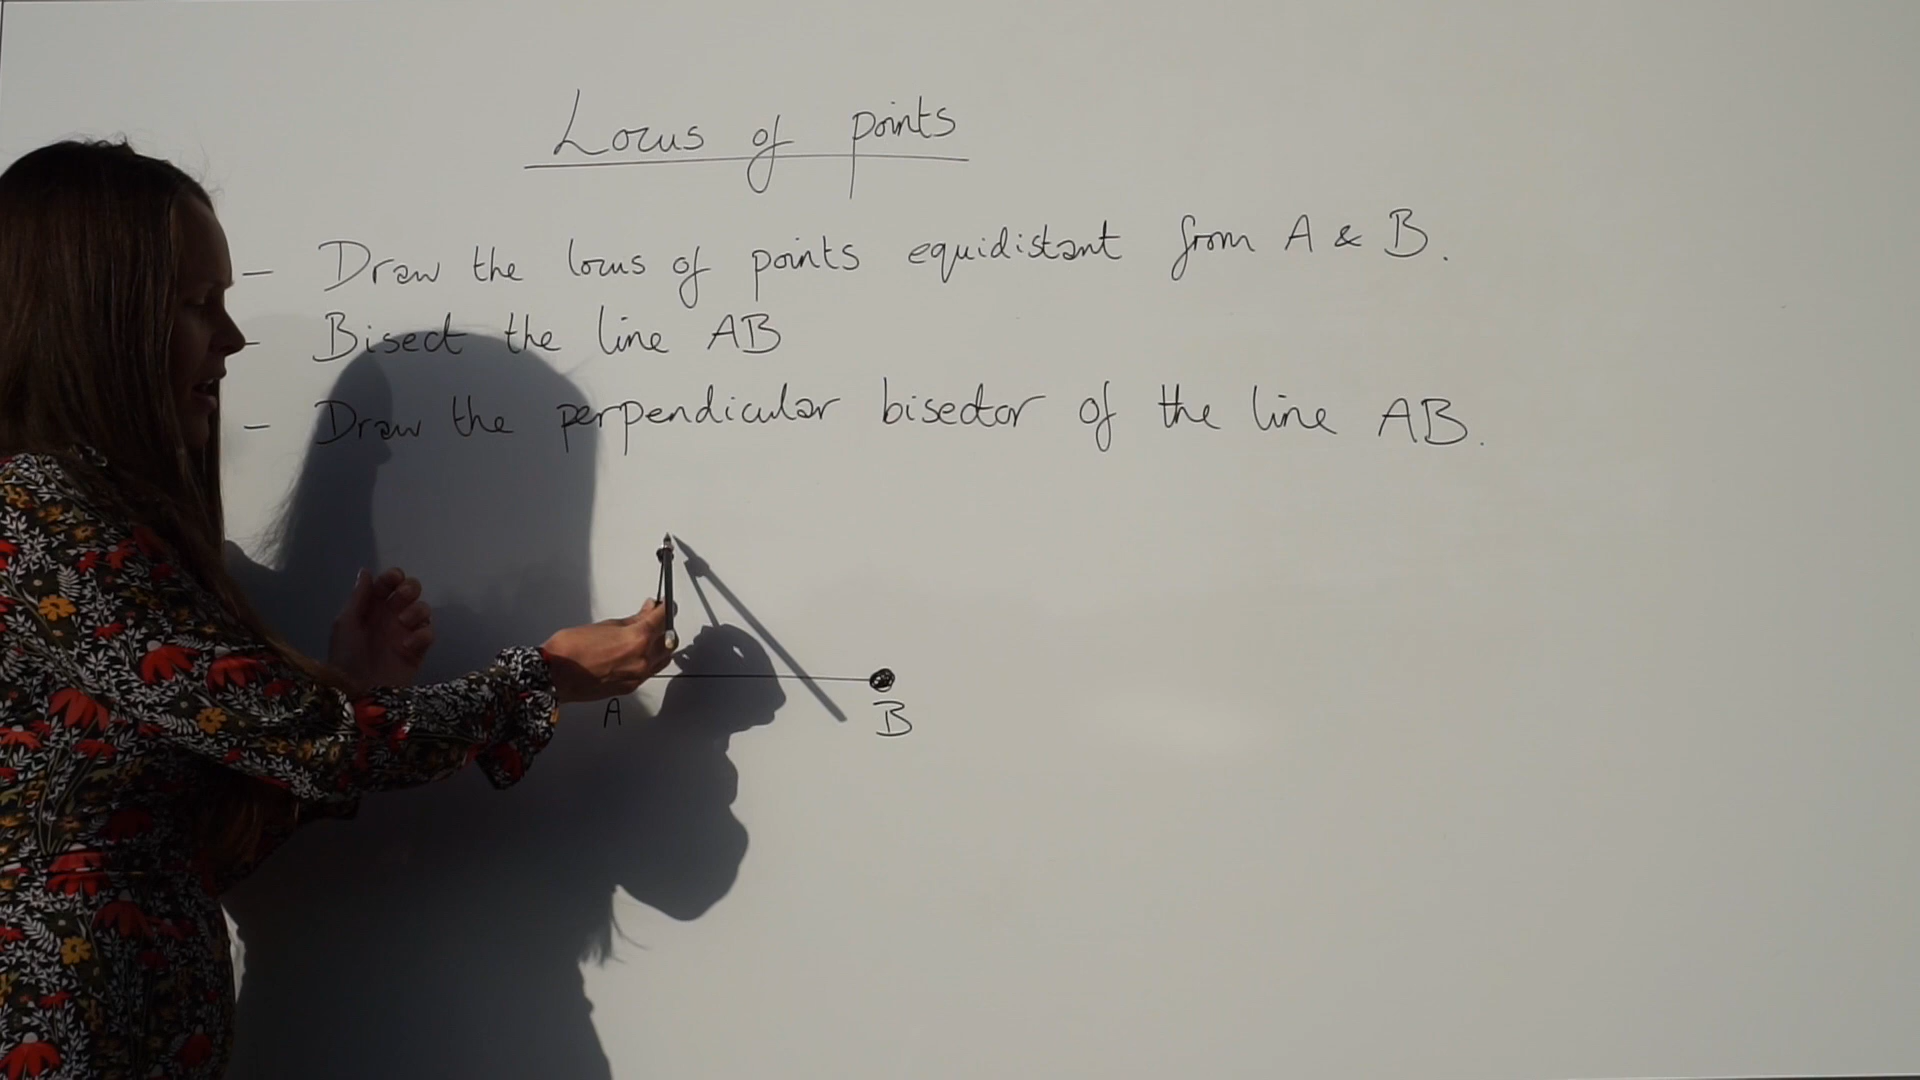 Locus of points
- Draw the locus of points equidistant from A & B.
- Bisect the line AB
- Draw the perpendicular bisector of the line AB.
A
B